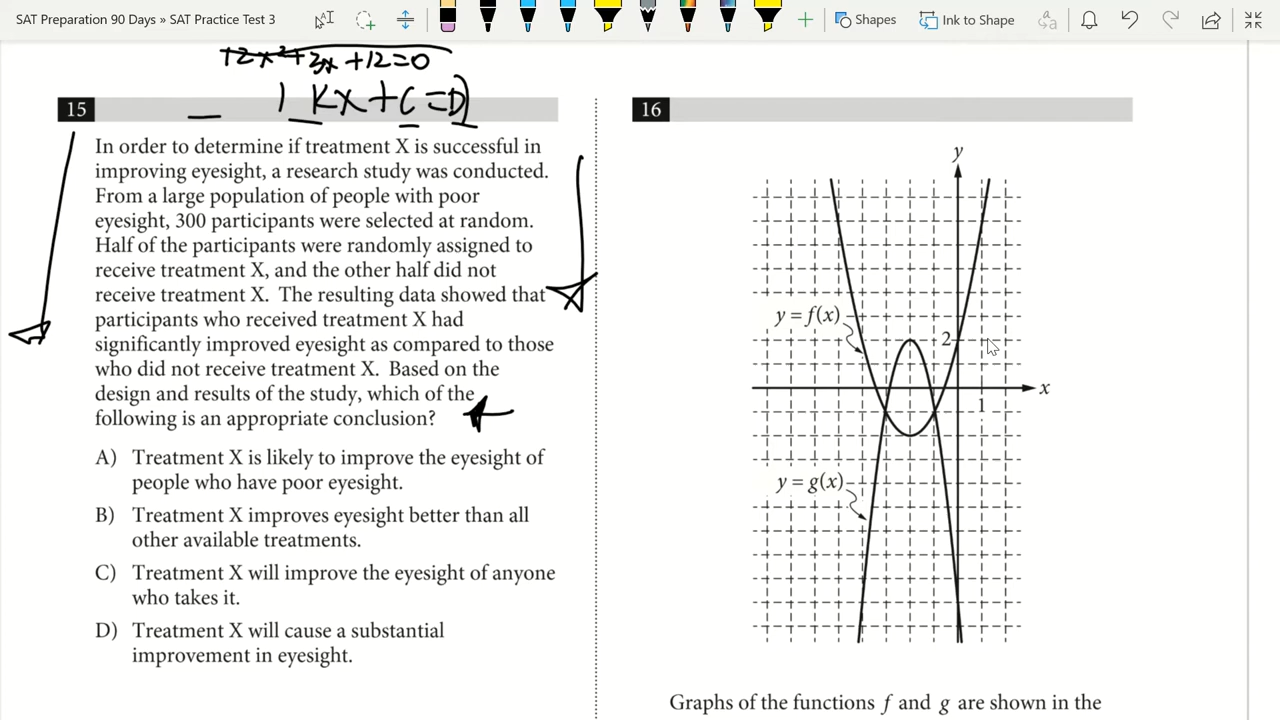 SAT Preparation 90 Days » SAT Practice Test 3
Shapes
Ink to Shape
12x²+3x+12=0
1 Kx+C=D
15
In order to determine if treatment X is successful in
improving eyesight, a research study was conducted.
From a large population of people with poor
eyesight, 300 participants were selected at random.
Half of the participants were randomly assigned to
receive treatment X, and the other half did not
receive treatment X. The resulting data showed that
participants who received treatment X had
significantly improved eyesight as compared to those
who did not receive treatment X. Based on the
design and results of the study, which of the
following is an appropriate conclusion?
A) Treatment X is likely to improve the eyesight of
people who have poor eyesight.
B) Treatment X improves eyesight better than all
other available treatments.
C) Treatment X will improve the eyesight of anyone
who takes it.
D) Treatment X will cause a substantial
improvement in eyesight.
16
y
y = f(x)
2
x
1
y = g(x)
Graphs of the functions f and g are shown in the